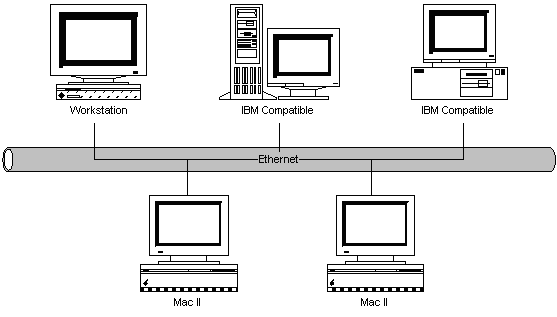 Workstation
IBM Compatible
IBM Compatible
Ethernet
Mac II
Mac II